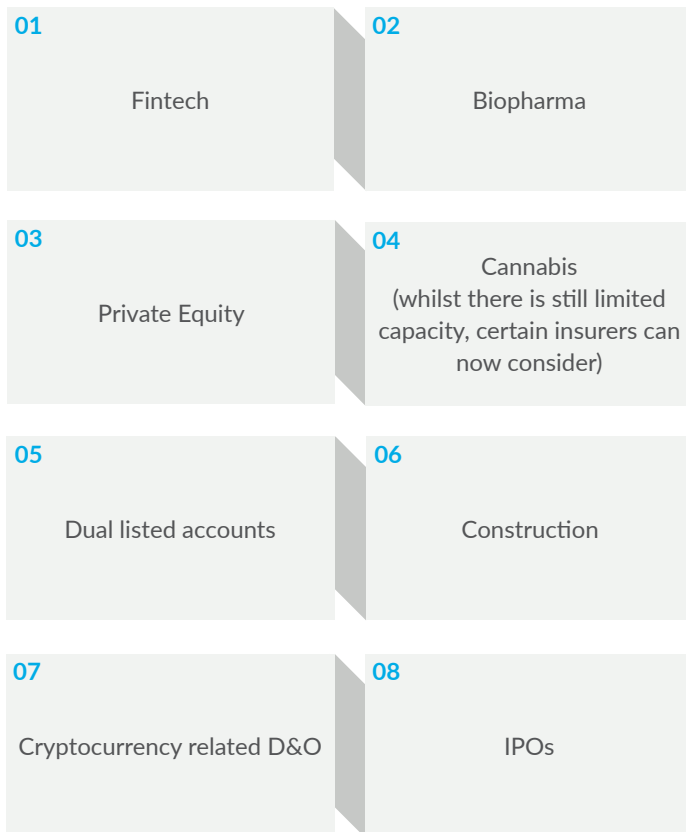 01
Fintech
02
Biopharma
03
Private Equity
04
Cannabis
(whilst there is still limited
capacity, certain insurers can
now consider)
05
Dual listed accounts
06
Construction
07
Cryptocurrency related D&O
08
IPOs